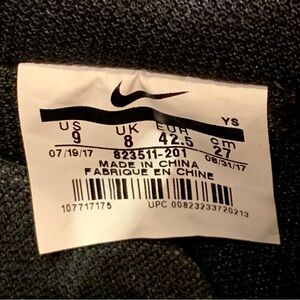 YS
US UK EUR cm
9 8 42.5 27
07/19/17 823511-201 08/31/17
MADE IN CHINA
FABRIQUE EN CHINE
107717175 UPC 00823233720213